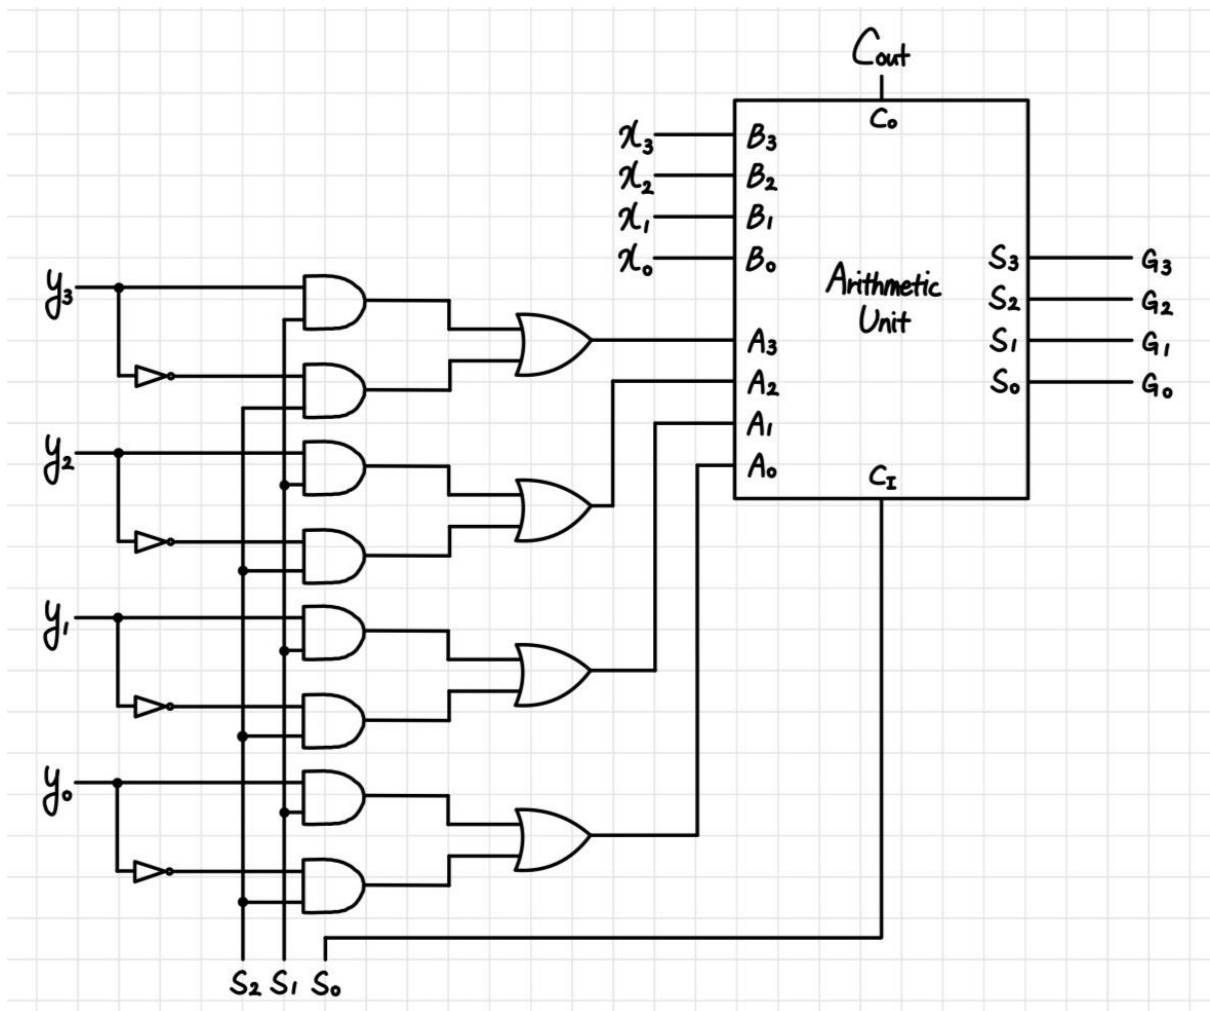 Cout
C₀
x₃ B₃
x₂ B₂
x₁ B₁
x₀ B₀
Arithmetic
Unit
S₃ G₃
S₂ G₂
S₁ G₁
S₀ G₀
y₃
A₃
A₂
A₁
A₀
C_I
y₂
y₁
y₀
S₂ S₁ S₀